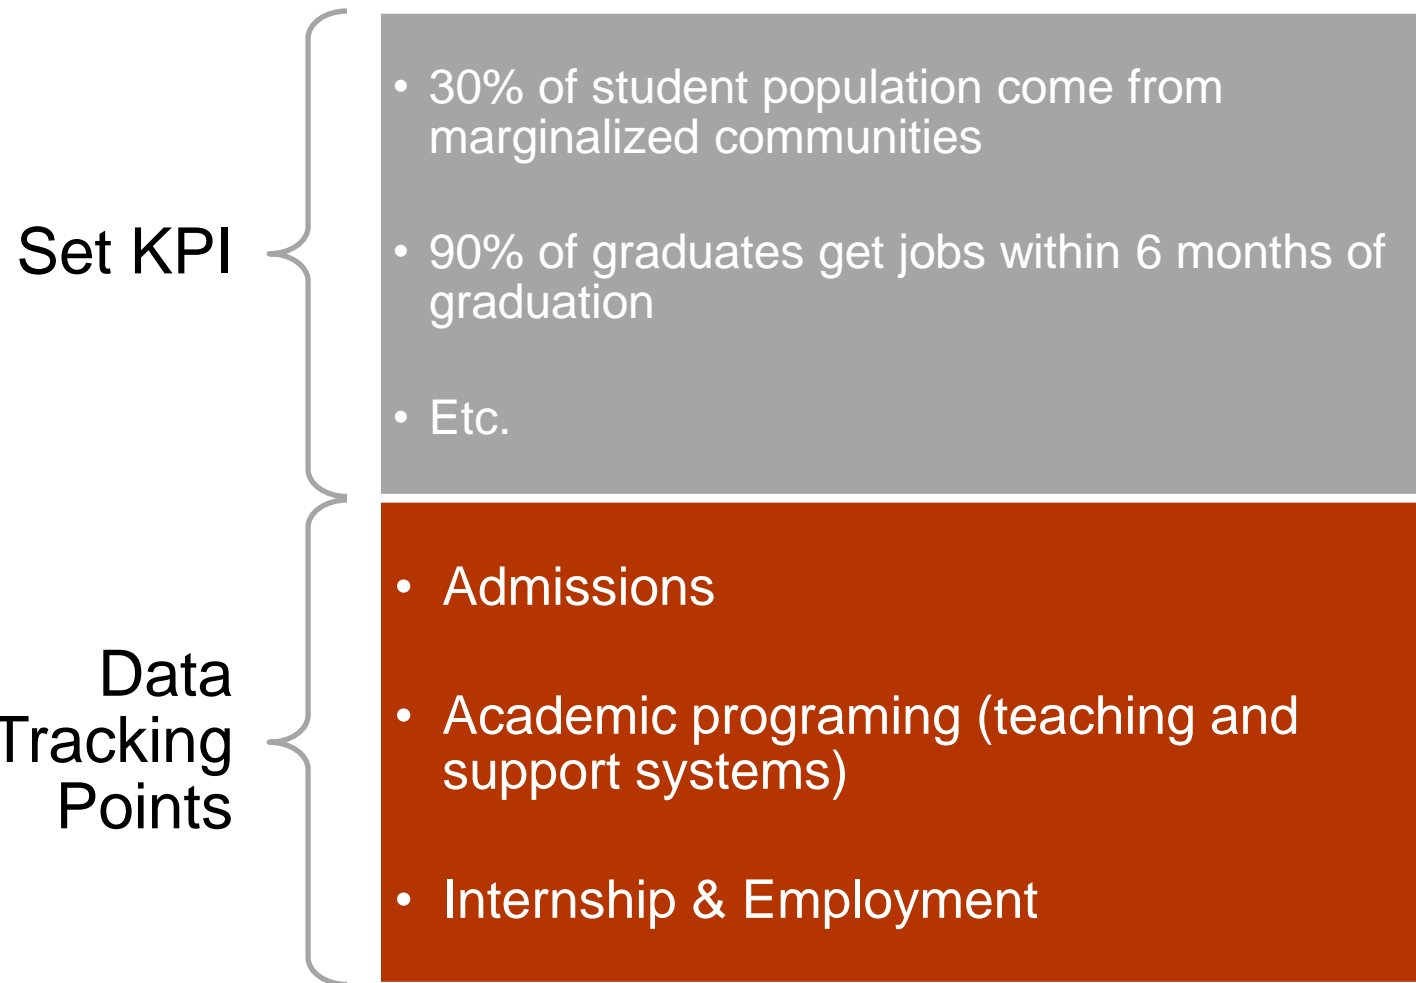 Set KPI
• 30% of student population come from
marginalized communities
• 90% of graduates get jobs within 6 months of
graduation
• Etc.
Data
Tracking
Points
• Admissions
• Academic programing (teaching and
support systems)
• Internship & Employment